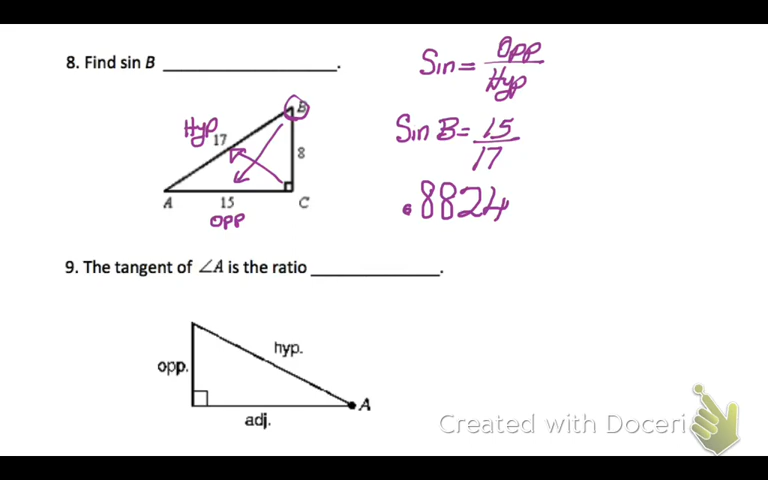 8. Find sin B ____________________.
Sin = Opp / Hyp
B
Hyp
17
8
Sin B = 15 / 17
A
15
C
opp
.8824
9. The tangent of ∠A is the ratio _______________.
hyp.
opp.
A
adj.
Created with Doceri